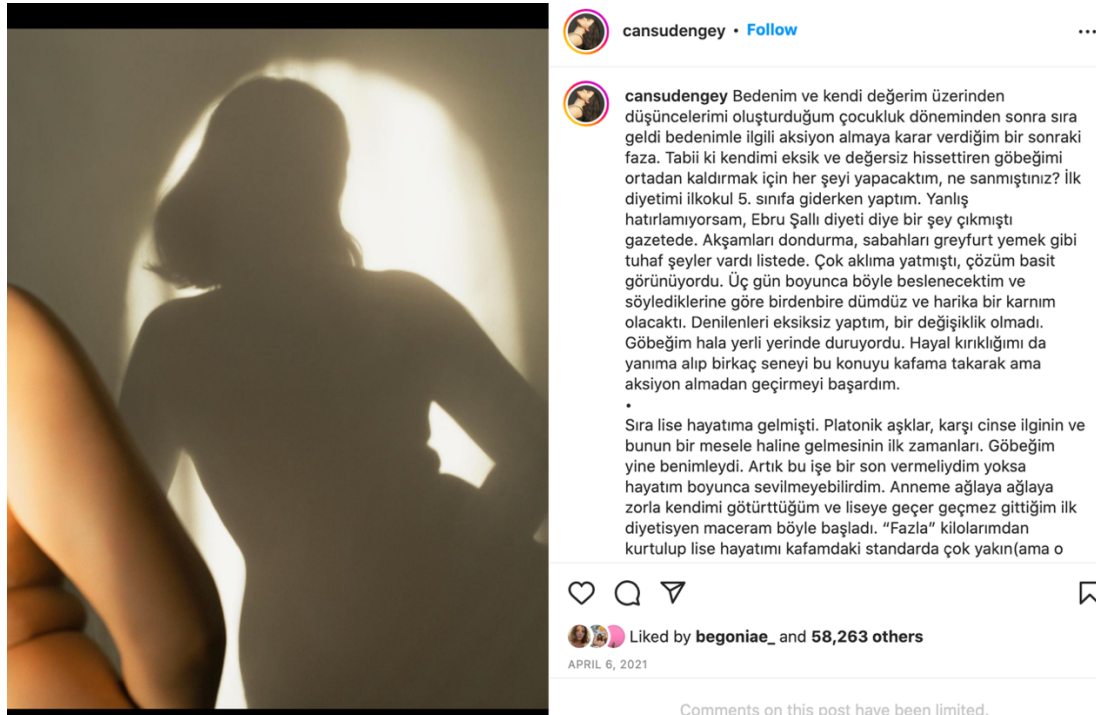 cansudengey • Follow
cansudengey Bedenim ve kendi değerim üzerinden
düşüncelerimi oluşturduğum çocukluk döneminden sonra sıra
geldi bedenimle ilgili aksiyon almaya karar verdiğim bir sonraki
faza. Tabii ki kendimi eksik ve değersiz hissettiren göbeğimi
ortadan kaldırmak için her şeyi yapacaktım, ne sanmıştınız? İlk
diyetimi ilkokul 5. sınıfa giderken yaptım. Yanlış
hatırlamıyorsam, Ebru Şallı diyeti diye bir şey çıkmıştı
gazetede. Akşamları dondurma, sabahları greyfurt yemek gibi
tuhaf şeyler vardı listede. Çok aklıma yatmıştı, çözüm basit
görünüyordu. Üç gün boyunca böyle beslenecektim ve
söylediklerine göre birdenbire dümdüz ve harika bir karnım
olacaktı. Denilenleri eksiksiz yaptım, bir değişiklik olmadı.
Göbeğim hala yerli yerinde duruyordu. Hayal kırıklığımı da
yanıma alıp birkaç seneyi bu konuyu kafama takarak ama
aksiyon almadan geçirmeyi başardım.
•
Sıra lise hayatıma gelmişti. Platonik aşklar, karşı cinse ilginin ve
bunun bir mesele haline gelmesinin ilk zamanları. Göbeğim
yine benimleydi. Artık bu işe bir son vermeliydim yoksa
hayatım boyunca sevilmeyebilirdim. Anneme ağlaya ağlaya
zorla kendimi götürttüğüm ve liseye geçer geçmez gittiğim ilk
diyetisyen maceram böyle başladı. “Fazla” kilolarımdan
kurtulup lise hayatımı kafamdaki standarda çok yakın(ama o
Liked by begoniae_ and 58,263 others
APRIL 6, 2021
Comments on this post have been limited.